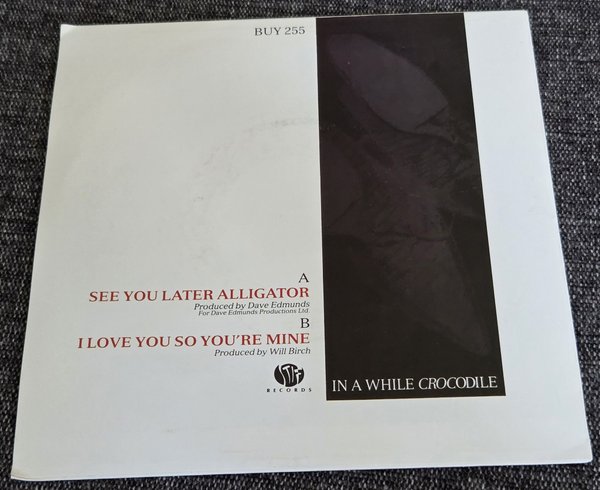 BUY 255
A
SEE YOU LATER ALLIGATOR
Produced by Dave Edmunds
For Dave Edmunds Productions Ltd.
B
I LOVE YOU SO YOU'RE MINE
Produced by Will Birch
STIFF
RECORDS
IN A WHILE CROCODILE